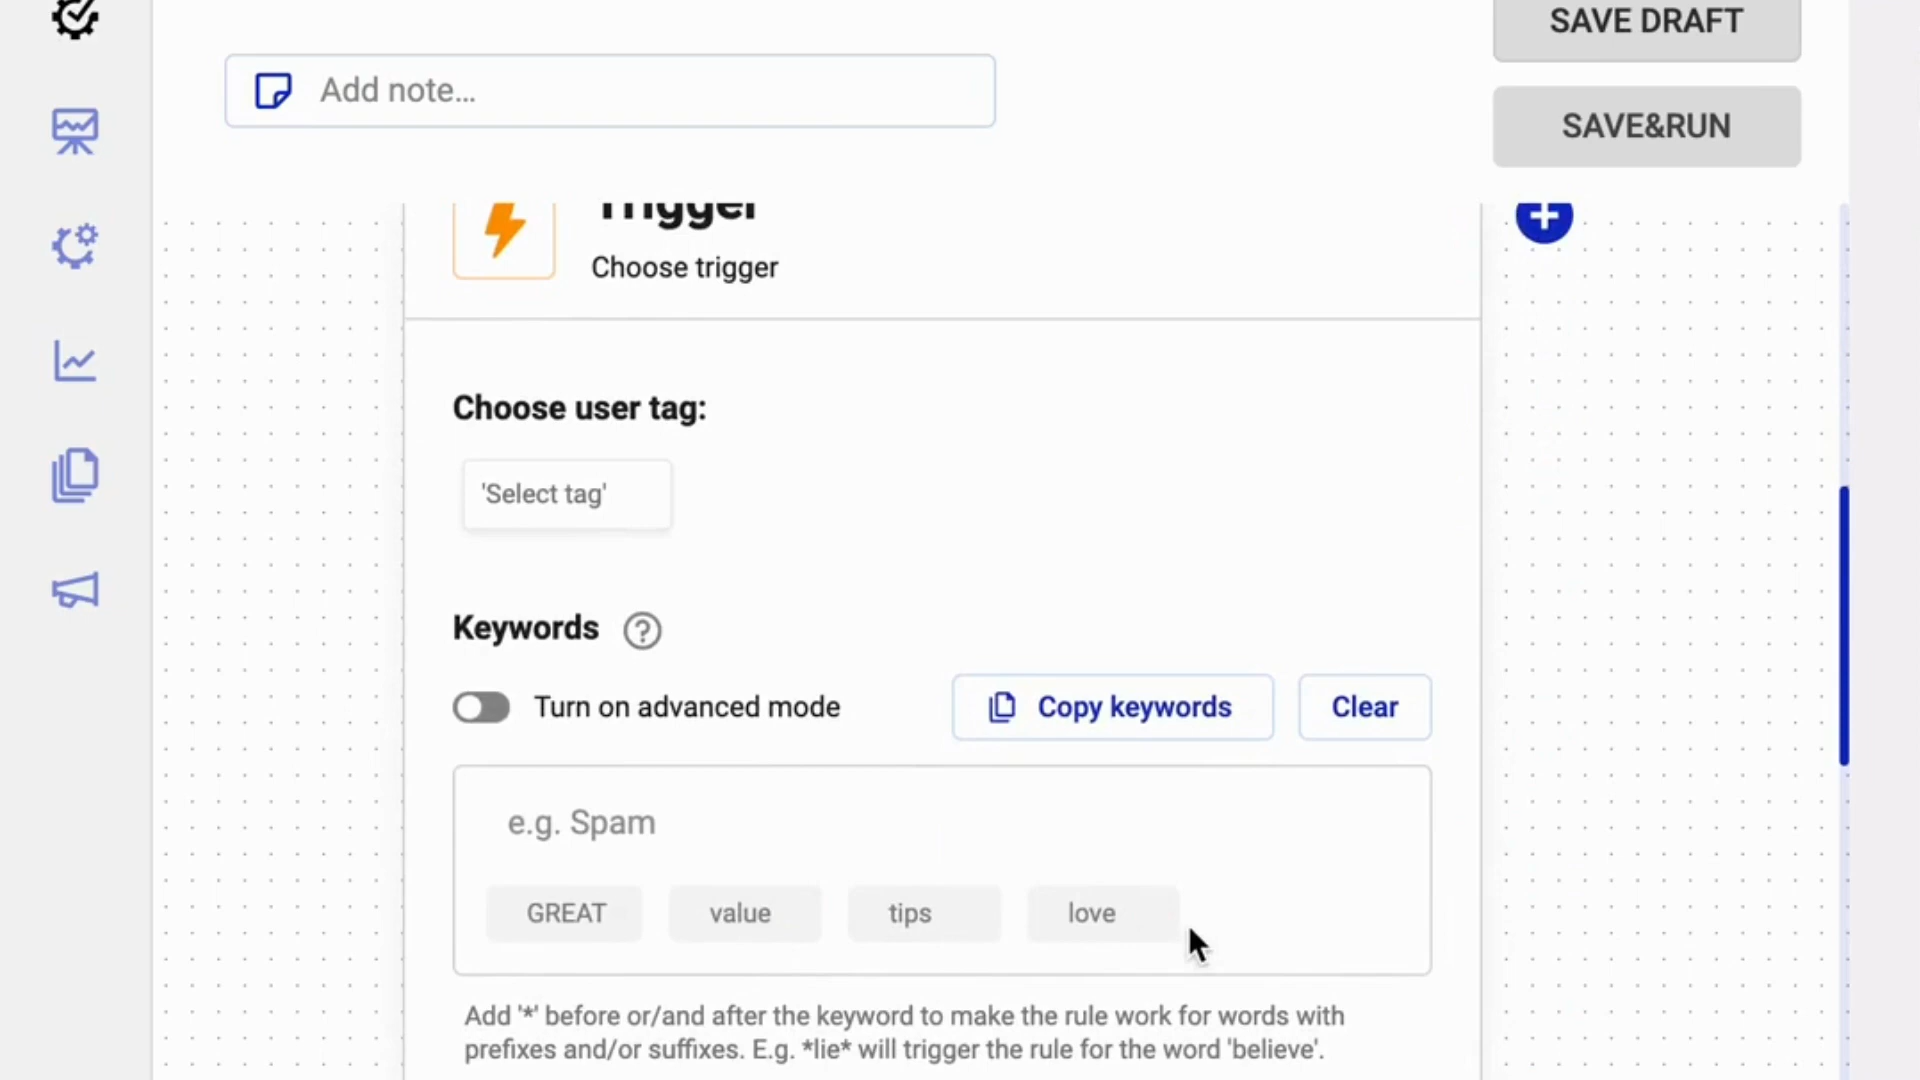 SAVE DRAFT
Add note...
SAVE&RUN
Trigger
Choose trigger
Choose user tag:
'Select tag'
Keywords ?
Turn on advanced mode
Copy keywords
Clear
e.g. Spam
GREAT value tips love
Add '*' before or/and after the keyword to make the rule work for words with
prefixes and/or suffixes. E.g. *lie* will trigger the rule for the word 'believe'.